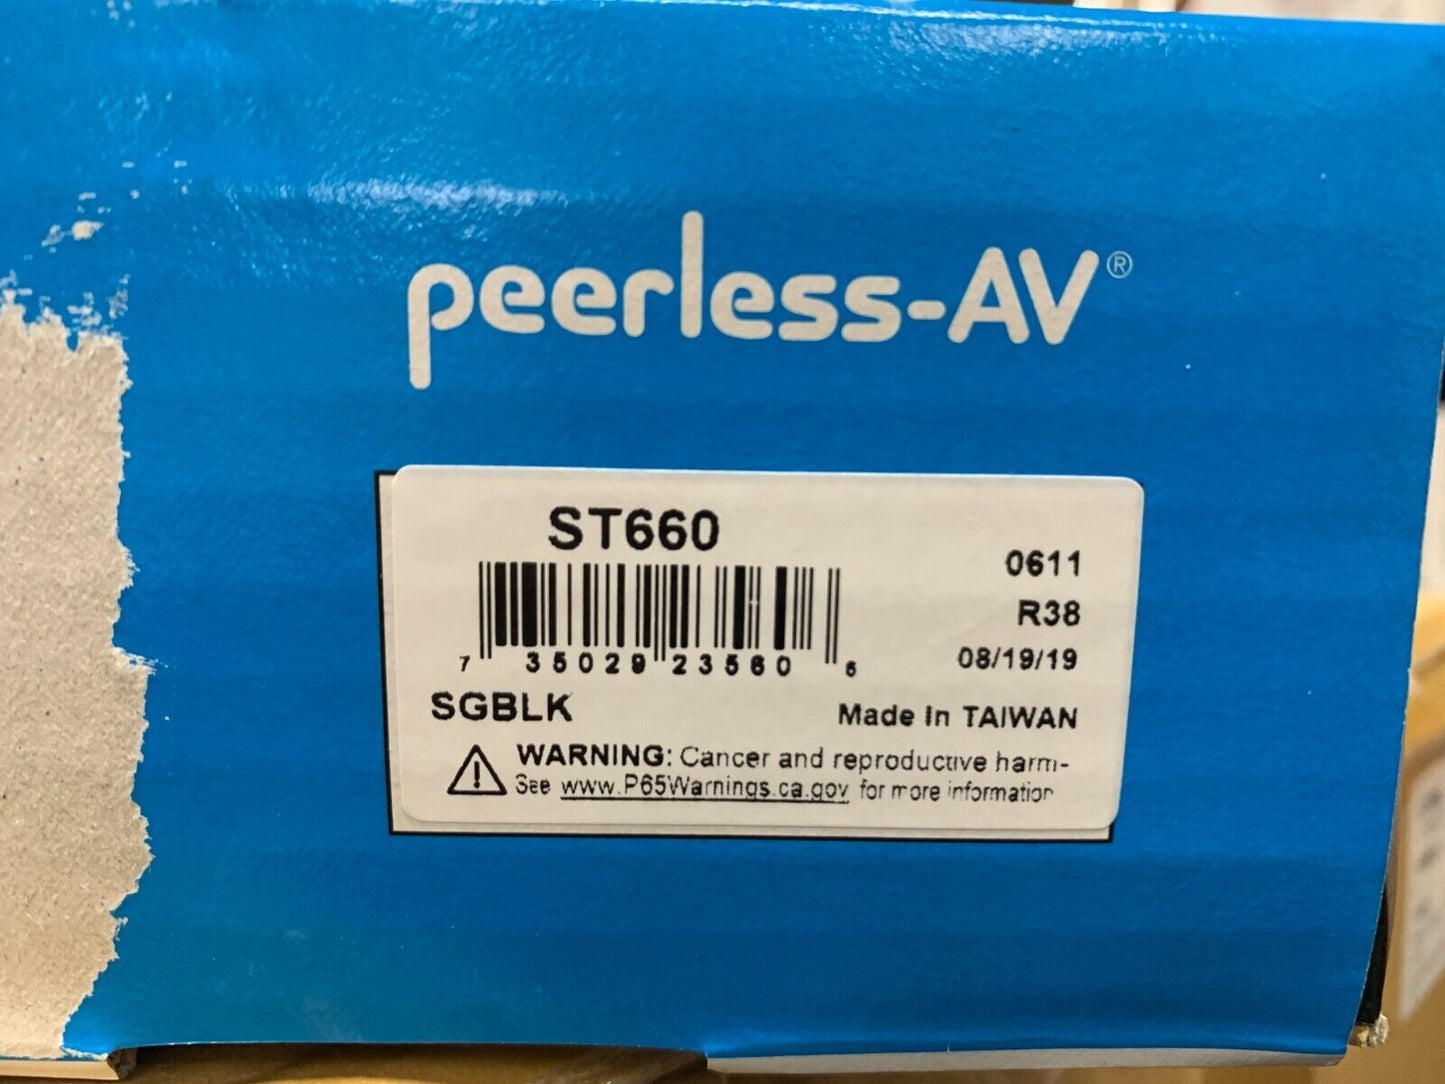 peerless-AV®
ST660
0611
R38
7 35029 23560 6
08/19/19
SGBLK
Made in TAIWAN
WARNING: Cancer and reproductive harm-
See www.P65Warnings.ca.gov for more information